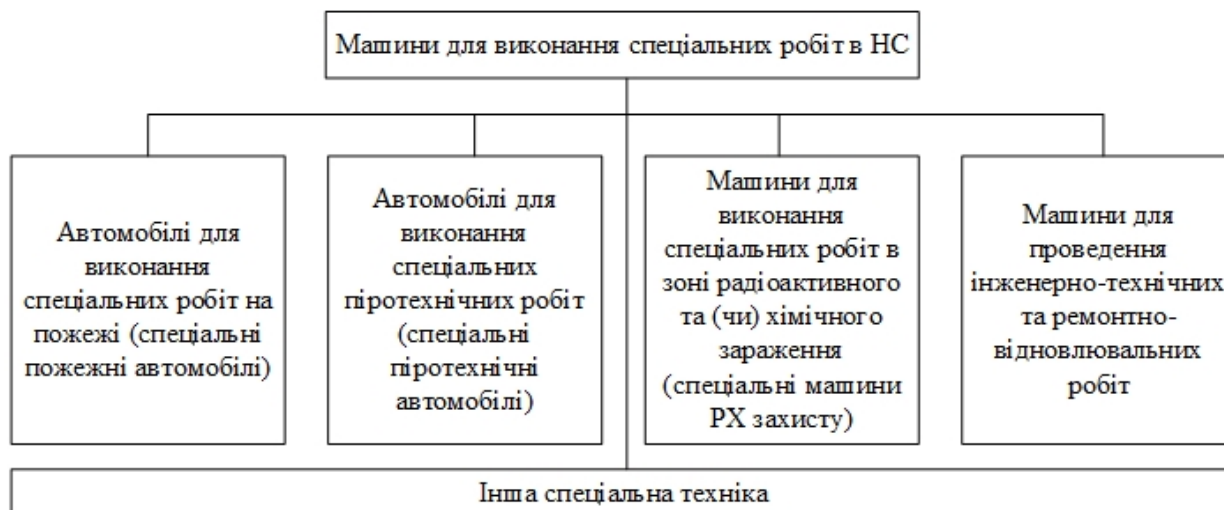 Машини для виконання спеціальних робіт в НС
Автомобілі для
виконання
спеціальних робіт на
пожежі (спеціальні
пожежні автомобілі)
Автомобілі для
виконання
спеціальних
піротехнічних робіт
(спеціальні
піротехнічні
автомобілі)
Машини для
виконання
спеціальних робіт в
зоні радіоактивного
та (чи) хімічного
зараження
(спеціальні машини
РХ захисту)
Машини для
проведення
інженерно-технічних
та ремонтно-
відновлювальних
робіт
Інша спеціальна техніка